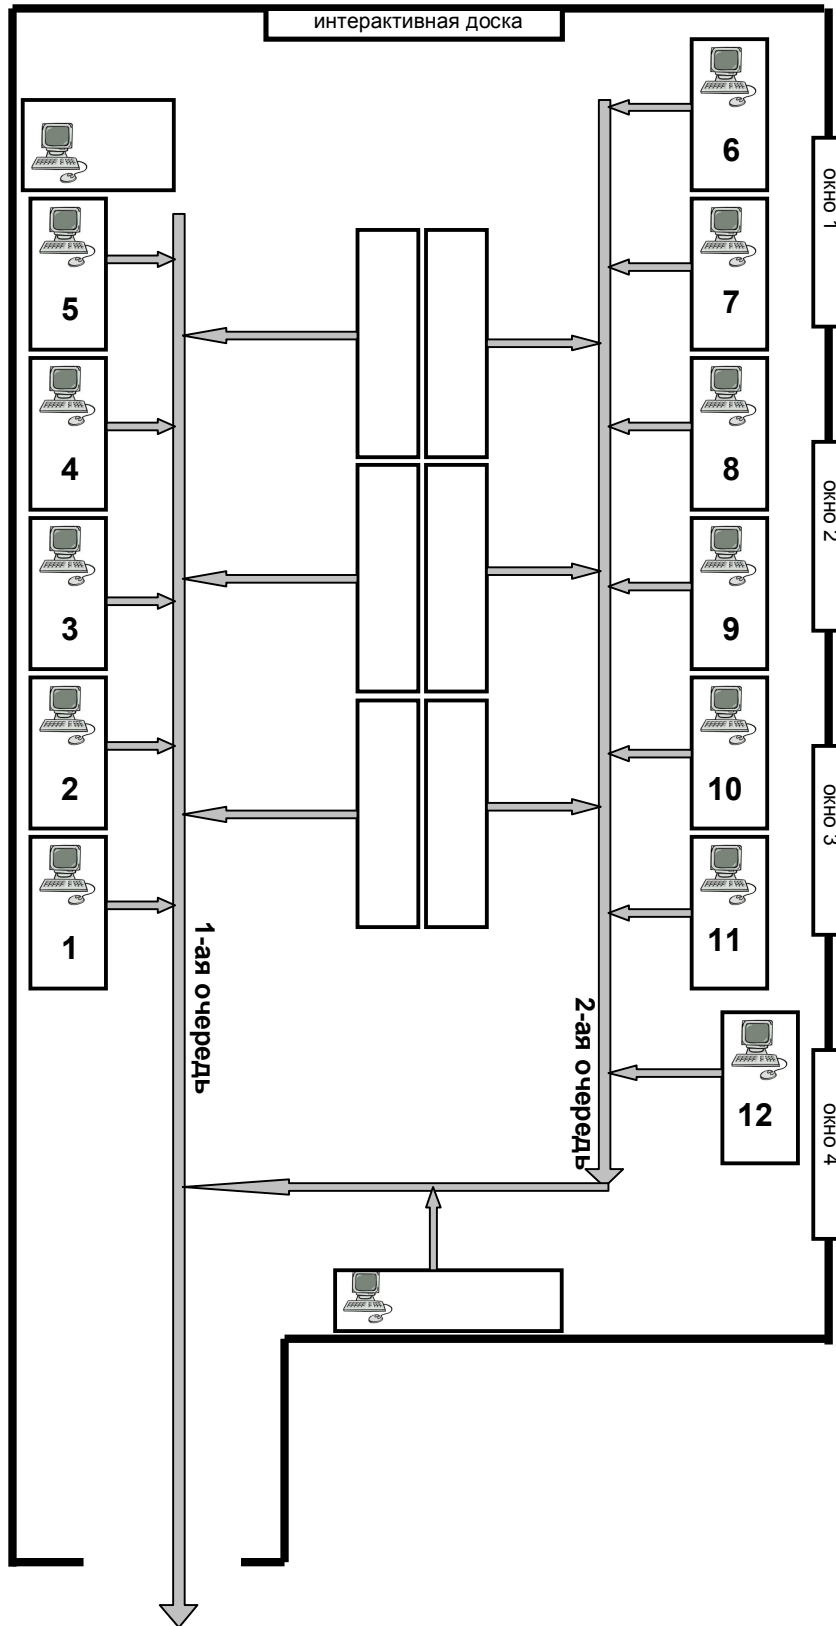 интерактивная доска
6
окно 1
5
7
4
8
окно 2
3
9
2
10
окно 3
1
11
1-ая очередь
2-ая очередь
12
окно 4